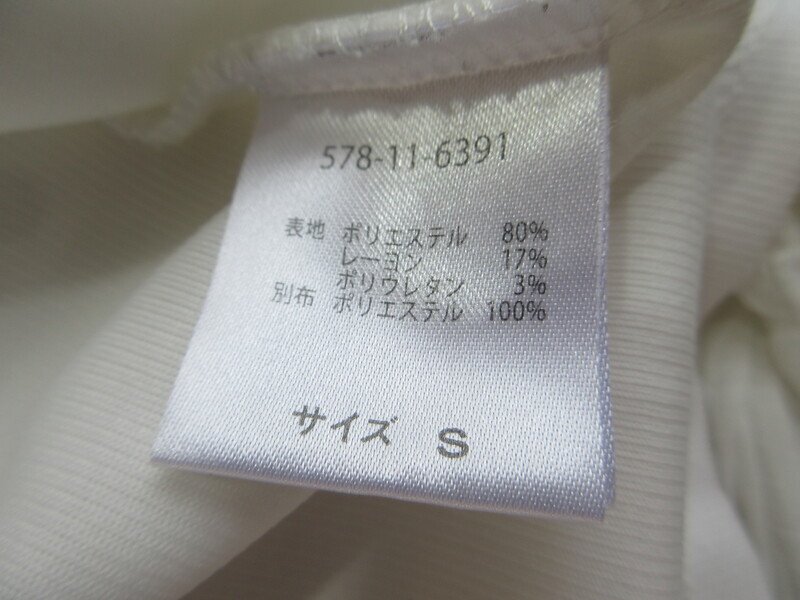 578-11-6391
表地 ポリエステル 80%
レーヨン 17%
ポリウレタン 3%
別布 ポリエステル 100%
サイズ S